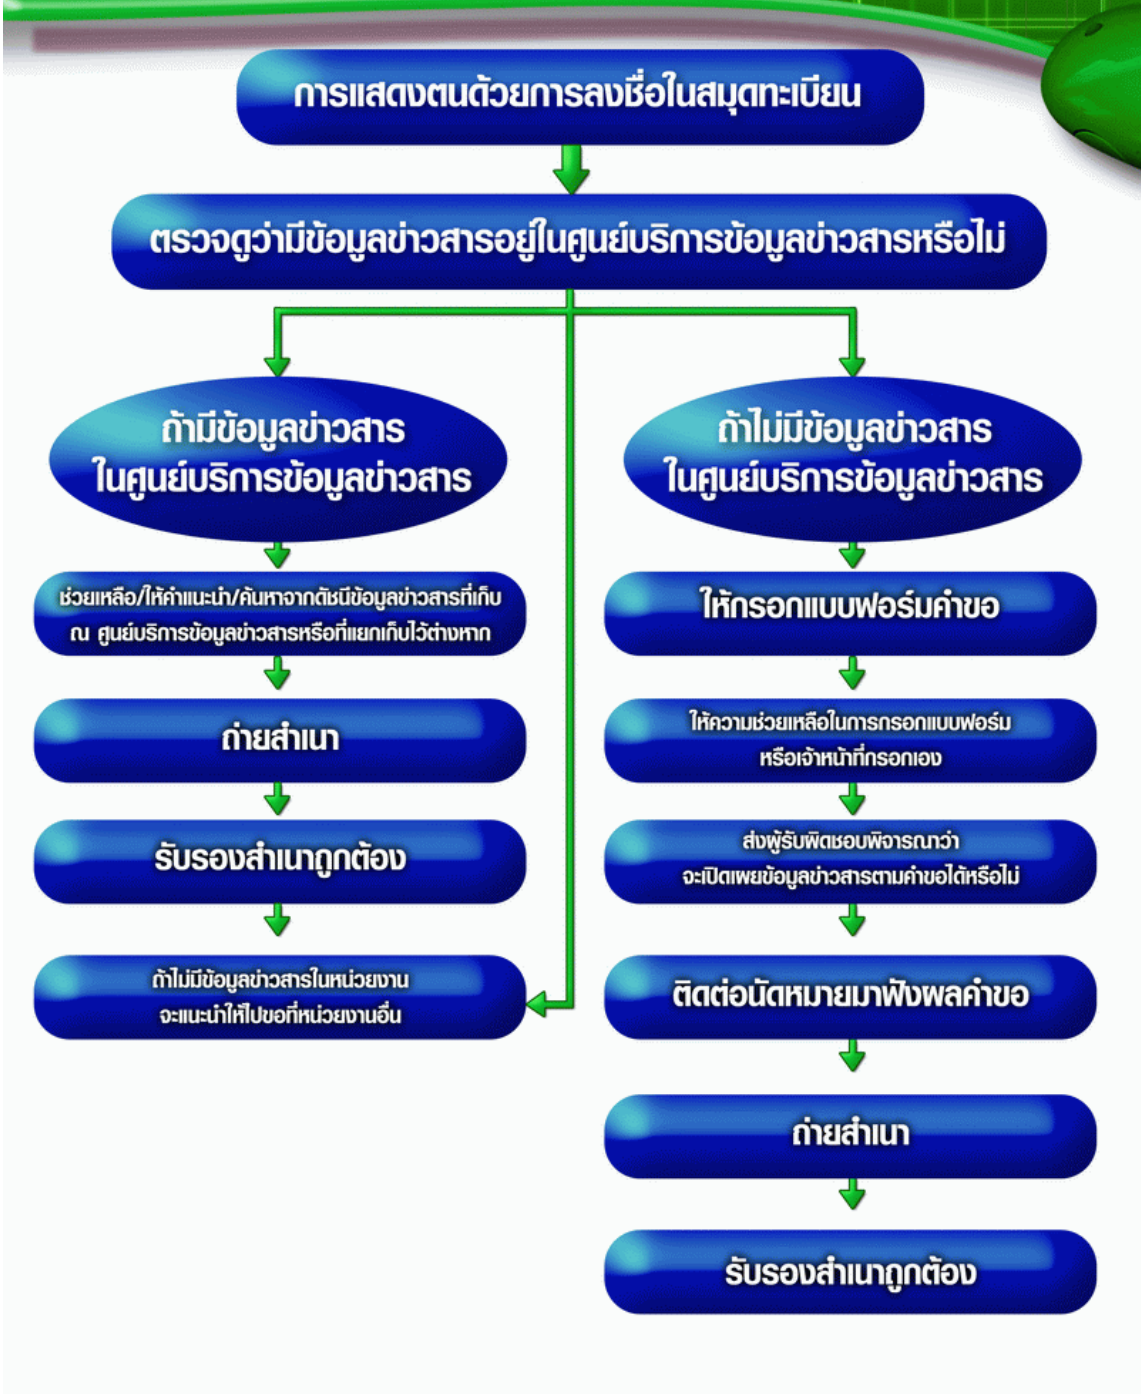 การแสดงตนด้วยการลงชื่อในสมุดทะเบียน
ตรวจดูว่ามีข้อมูลข่าวสารอยู่ในศูนย์บริการข้อมูลข่าวสารหรือไม่
ถ้ามีข้อมูลข่าวสาร
ในศูนย์บริการข้อมูลข่าวสาร
ช่วยเหลือ/ให้คำแนะนำ/ค้นหาจากดัชนีข้อมูลข่าวสารที่เก็บ
ณ ศูนย์บริการข้อมูลข่าวสารหรือที่แยกเก็บไว้ต่างหาก
ถ่ายสำเนา
รับรองสำเนาถูกต้อง
ถ้าไม่มีข้อมูลข่าวสารในหน่วยงาน
จะแนะนำให้ไปขอที่หน่วยงานอื่น
ถ้าไม่มีข้อมูลข่าวสาร
ในศูนย์บริการข้อมูลข่าวสาร
ให้กรอกแบบฟอร์มคำขอ
ให้ความช่วยเหลือในการกรอกแบบฟอร์ม
หรือเจ้าหน้าที่กรอกเอง
ส่งผู้รับผิดชอบพิจารณาว่า
จะเปิดเผยข้อมูลข่าวสารตามคำขอได้หรือไม่
ติดต่อนัดหมายมาฟังผลคำขอ
ถ่ายสำเนา
รับรองสำเนาถูกต้อง